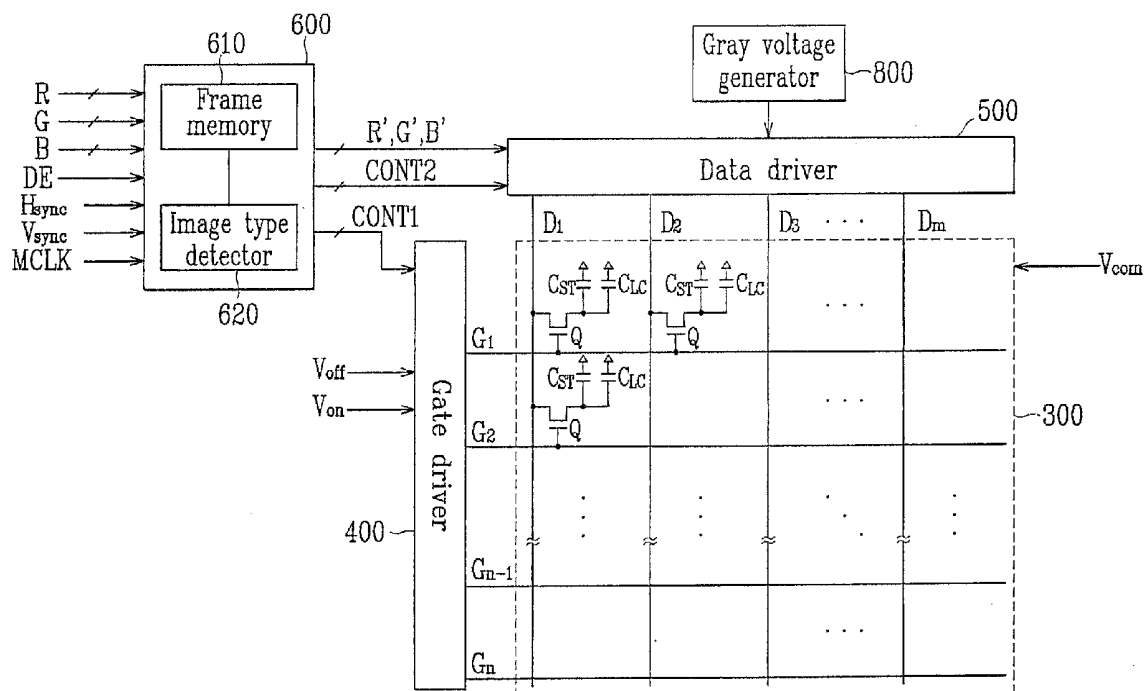 600
610
Frame
memory
Image type
detector
620
R
G
B
DE
Hsync
Vsync
MCLK
R',G',B'
CONT2
CONT1
Gray voltage
generator
800
500
Data driver
D1 D2 D3 · · · Dm
Vcom
CST CLC CST CLC · · ·
Q Q
G1
Voff
Von
CST CLC · · ·
Q
G2
300
Gate driver
400
Gn-1
· · ·
Gn